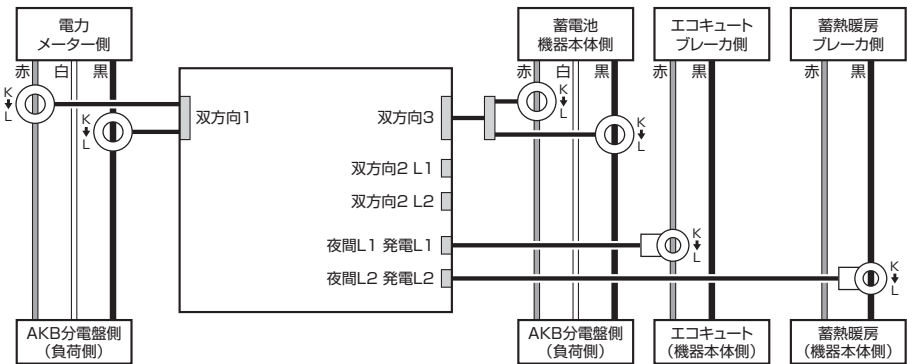 電力
メーター側
蓄電池
機器本体側
エコキュート
ブレーカ側
蓄熱暖房
ブレーカ側
赤 白 黒
赤 白 黒
赤 黒
赤 黒
K
L
K
L
双方向1
双方向3
K
L
K
L
双方向2 L1
双方向2 L2
夜間L1 発電L1
K
L
夜間L2 発電L2
K
L
AKB分電盤側
（負荷側）
AKB分電盤側
（負荷側）
エコキュート
（機器本体側）
蓄熱暖房
（機器本体側）